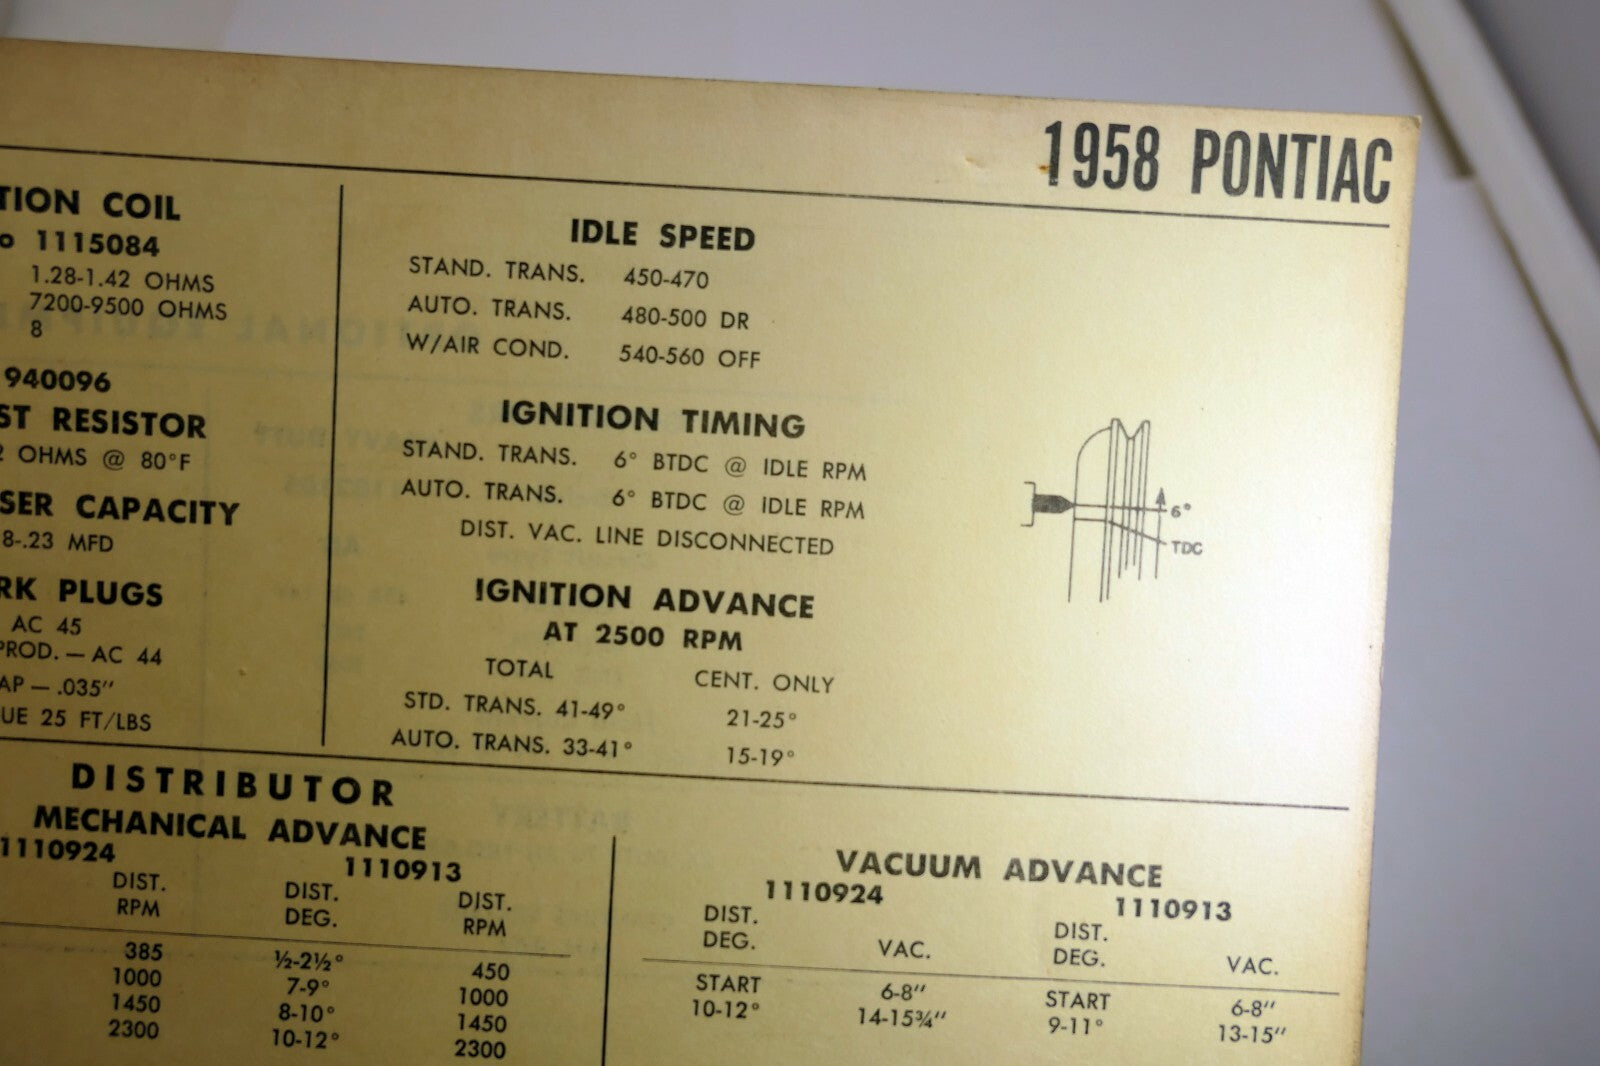 1958 PONTIAC
TION COIL
o 1115084
1.28-1.42 OHMS
7200-9500 OHMS
8
940096
ST RESISTOR
2 OHMS @ 80°F
SER CAPACITY
8-.23 MFD
RK PLUGS
AC 45
PROD. — AC 44
AP — .035"
UE 25 FT/LBS
IDLE SPEED
STAND. TRANS. 450-470
AUTO. TRANS. 480-500 DR
W/AIR COND. 540-560 OFF
IGNITION TIMING
STAND. TRANS. 6° BTDC @ IDLE RPM
AUTO. TRANS. 6° BTDC @ IDLE RPM
DIST. VAC. LINE DISCONNECTED
IGNITION ADVANCE
AT 2500 RPM
TOTAL CENT. ONLY
STD. TRANS. 41-49° 21-25°
AUTO. TRANS. 33-41° 15-19°
6°
TDC
DISTRIBUTOR
MECHANICAL ADVANCE
1110924 1110913
DIST. DIST. DIST.
RPM DEG. RPM
385 ½-2½° 450
1000 7-9° 1000
1450 8-10° 1450
2300 10-12° 2300
VACUUM ADVANCE
1110924 1110913
DIST. DIST.
DEG. VAC. DEG. VAC.
START 6-8" START 6-8"
10-12° 14-15¾" 9-11° 13-15"